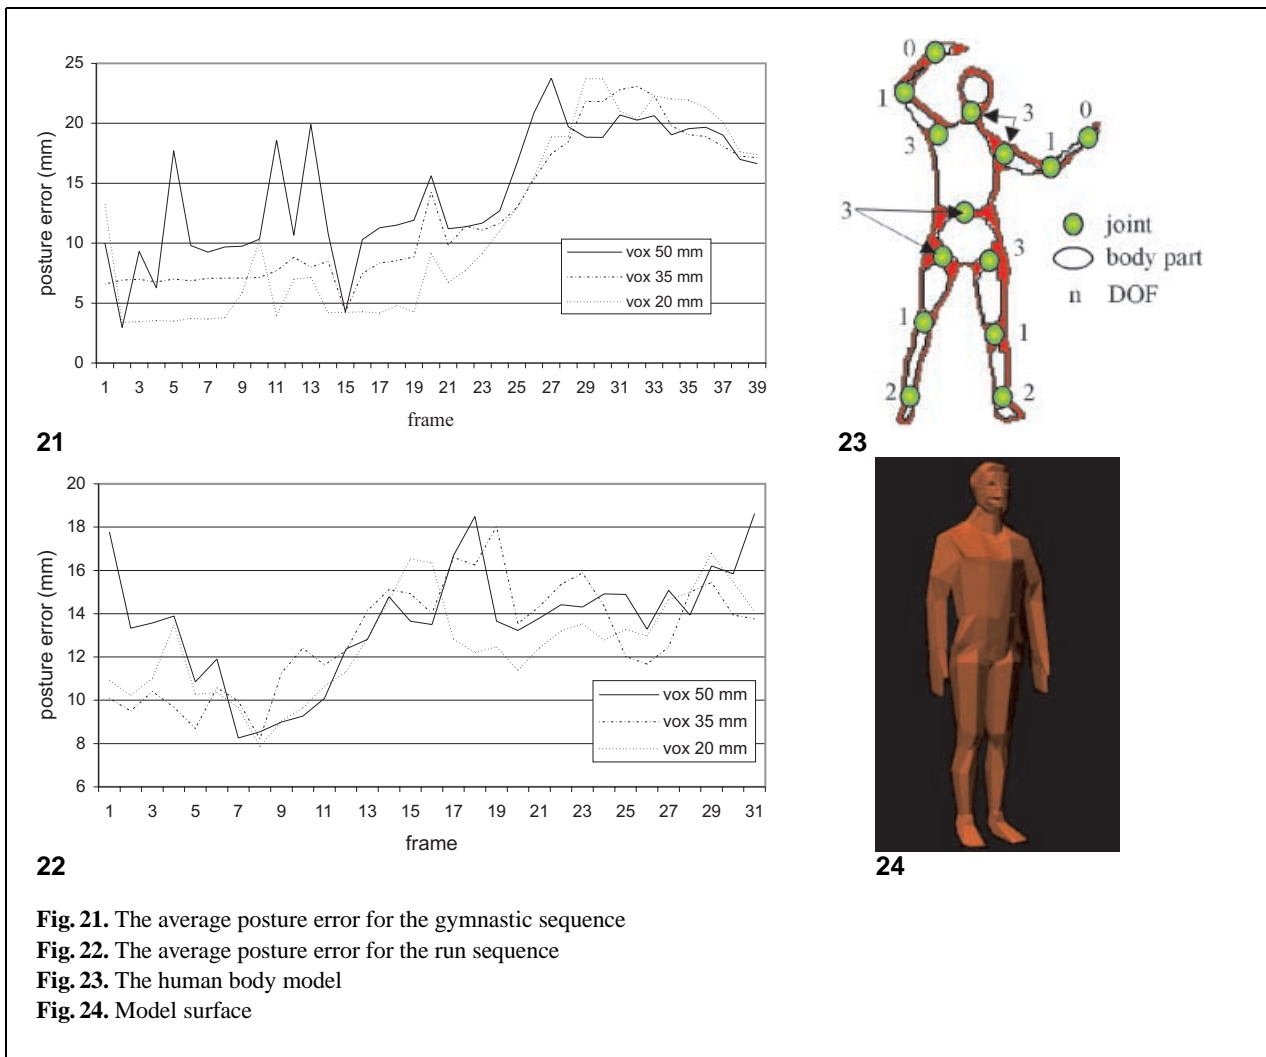 25
20
15
10
5
0
posture error (mm)
vox 50 mm
vox 35 mm
vox 20 mm
1 3 5 7 9 11 13 15 17 19 21 23 25 27 29 31 33 35 37 39
frame
21
0
1
3
3
0
1
3
3
1
1
2
2
joint
body part
n DOF
23
20
18
16
14
12
10
8
6
posture error (mm)
vox 50 mm
vox 35 mm
vox 20 mm
1 3 5 7 9 11 13 15 17 19 21 23 25 27 29 31
frame
22
24
Fig. 21. The average posture error for the gymnastic sequence
Fig. 22. The average posture error for the run sequence
Fig. 23. The human body model
Fig. 24. Model surface